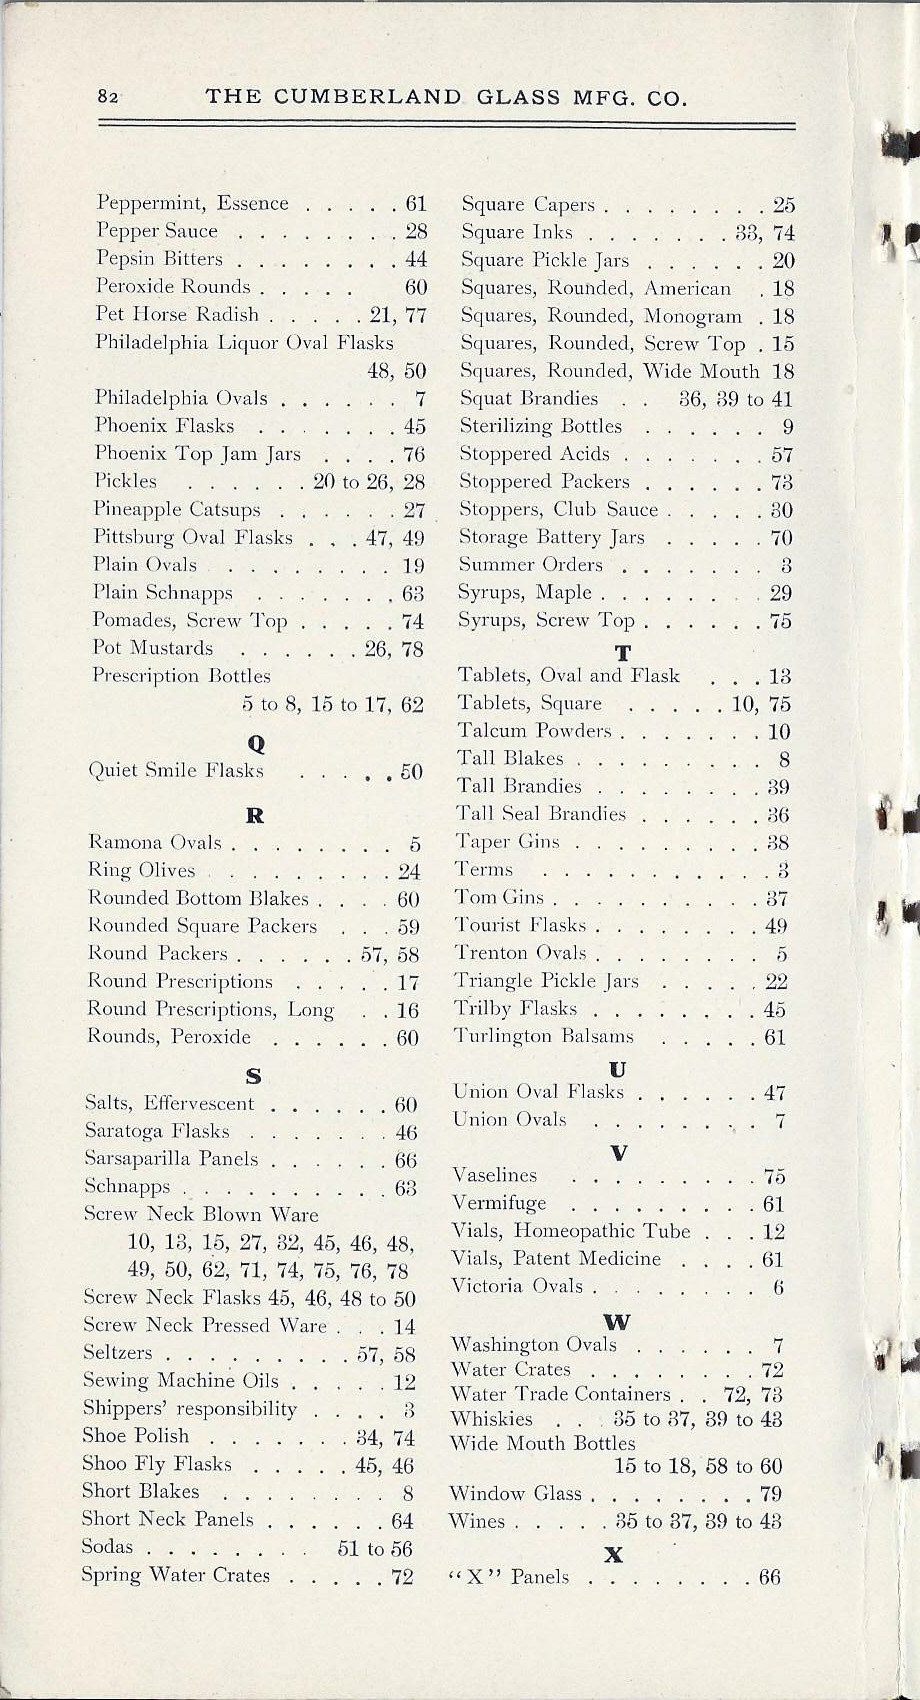 82 THE CUMBERLAND GLASS MFG. CO.
Peppermint, Essence . . . . . 61
Pepper Sauce . . . . . . . . 28
Pepsin Bitters . . . . . . . . 44
Peroxide Rounds . . . . . 60
Pet Horse Radish . . . . . 21, 77
Philadelphia Liquor Oval Flasks
48, 50
Philadelphia Ovals . . . . . . 7
Phoenix Flasks . . . . . . . 45
Phoenix Top Jam Jars . . . . 76
Pickles . . . . . . 20 to 26, 28
Pineapple Catsups . . . . . . 27
Pittsburg Oval Flasks . . . 47, 49
Plain Ovals . . . . . . . . 19
Plain Schnapps . . . . . . . 63
Pomades, Screw Top . . . . . 74
Pot Mustards . . . . . . 26, 78
Prescription Bottles
5 to 8, 15 to 17, 62
Q
Quiet Smile Flasks . . . . . 50
R
Ramona Ovals . . . . . . . . 5
Ring Olives . . . . . . . . . 24
Rounded Bottom Blakes . . . . 60
Rounded Square Packers . . . 59
Round Packers . . . . . . 57, 58
Round Prescriptions . . . . . 17
Round Prescriptions, Long . . 16
Rounds, Peroxide . . . . . . 60
S
Salts, Effervescent . . . . . . 60
Saratoga Flasks . . . . . . . 46
Sarsaparilla Panels . . . . . . 66
Schnapps . . . . . . . . . . 63
Screw Neck Blown Ware
10, 13, 15, 27, 32, 45, 46, 48,
49, 50, 62, 71, 74, 75, 76, 78
Screw Neck Flasks 45, 46, 48 to 50
Screw Neck Pressed Ware . . . 14
Seltzers . . . . . . . . . 57, 58
Sewing Machine Oils . . . . . 12
Shippers' responsibility . . . . 3
Shoe Polish . . . . . . . 34, 74
Shoo Fly Flasks . . . . . 45, 46
Short Blakes . . . . . . . . 8
Short Neck Panels . . . . . . 64
Sodas . . . . . . . . 51 to 56
Spring Water Crates . . . . . 72
Square Capers . . . . . . . . 25
Square Inks . . . . . . . 33, 74
Square Pickle Jars . . . . . . 20
Squares, Rounded, American . 18
Squares, Rounded, Monogram . 18
Squares, Rounded, Screw Top . 15
Squares, Rounded, Wide Mouth 18
Squat Brandies . . 36, 39 to 41
Sterilizing Bottles . . . . . . 9
Stoppered Acids . . . . . . . 57
Stoppered Packers . . . . . . 73
Stoppers, Club Sauce . . . . . 30
Storage Battery Jars . . . . . 70
Summer Orders . . . . . . . 3
Syrups, Maple . . . . . . . . 29
Syrups, Screw Top . . . . . . 75
T
Tablets, Oval and Flask . . . 13
Tablets, Square . . . . . 10, 75
Talcum Powders . . . . . . . 10
Tall Blakes . . . . . . . . . 8
Tall Brandies . . . . . . . . 39
Tall Seal Brandies . . . . . . 36
Taper Gins . . . . . . . . . 38
Terms . . . . . . . . . . . 3
Tom Gins . . . . . . . . . . 37
Tourist Flasks . . . . . . . . 49
Trenton Ovals . . . . . . . . 5
Triangle Pickle Jars . . . . . 22
Trilby Flasks . . . . . . . . 45
Turlington Balsams . . . . . 61
U
Union Oval Flasks . . . . . . 47
Union Ovals . . . . . . . . 7
V
Vaselines . . . . . . . . . 75
Vermifuge . . . . . . . . . 61
Vials, Homeopathic Tube . . . 12
Vials, Patent Medicine . . . . 61
Victoria Ovals . . . . . . . . 6
W
Washington Ovals . . . . . . 7
Water Crates . . . . . . . . 72
Water Trade Containers . . 72, 73
Whiskies . . . 35 to 37, 39 to 43
Wide Mouth Bottles
15 to 18, 58 to 60
Window Glass . . . . . . . . 79
Wines . . . . . 35 to 37, 39 to 43
X
"X" Panels . . . . . . . . 66